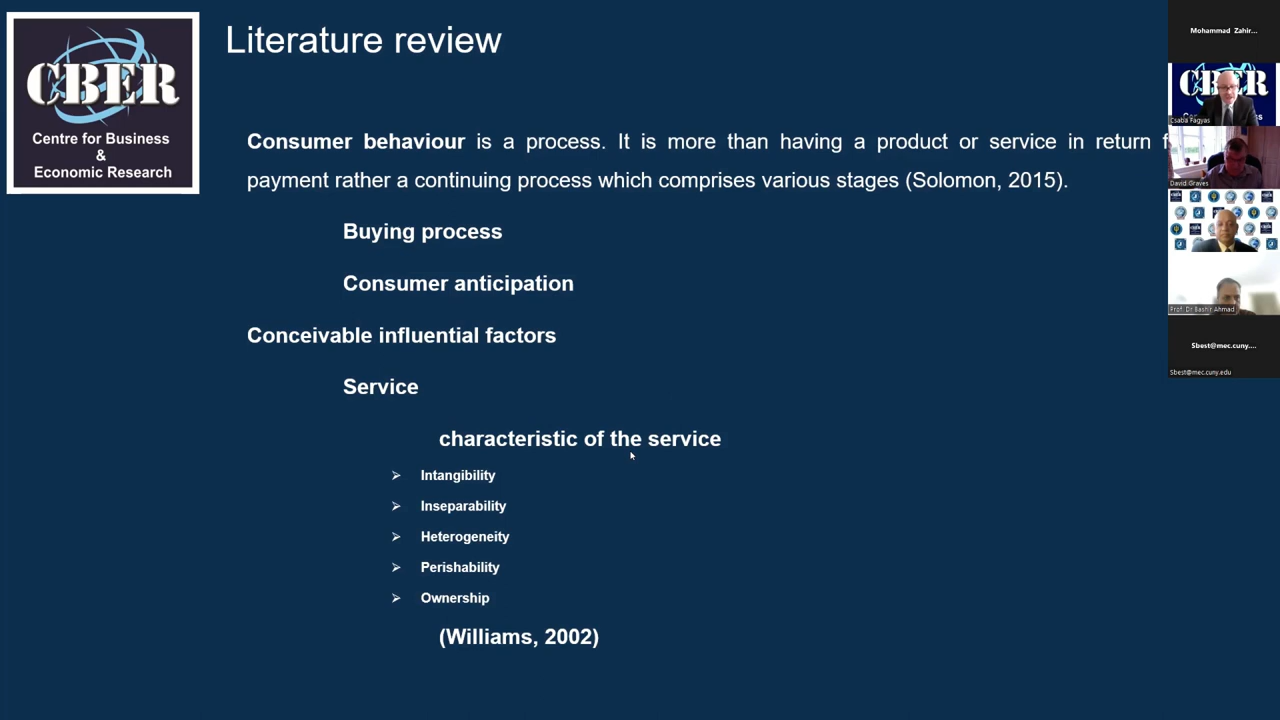 CBER
Centre for Business
&
Economic Research
Literature review
Consumer behaviour is a process. It is more than having a product or service in return f
payment rather a continuing process which comprises various stages (Solomon, 2015).
Buying process
Consumer anticipation
Conceivable influential factors
Service
characteristic of the service
➢ Intangibility
➢ Inseparability
➢ Heterogeneity
➢ Perishability
➢ Ownership
(Williams, 2002)
Mohammad Zahir...
CBER
Csaba Fagyas
David Graves
Prof. Dr Bashir Ahmad
Sbest@mec.cuny....
Sbest@mec.cuny.edu